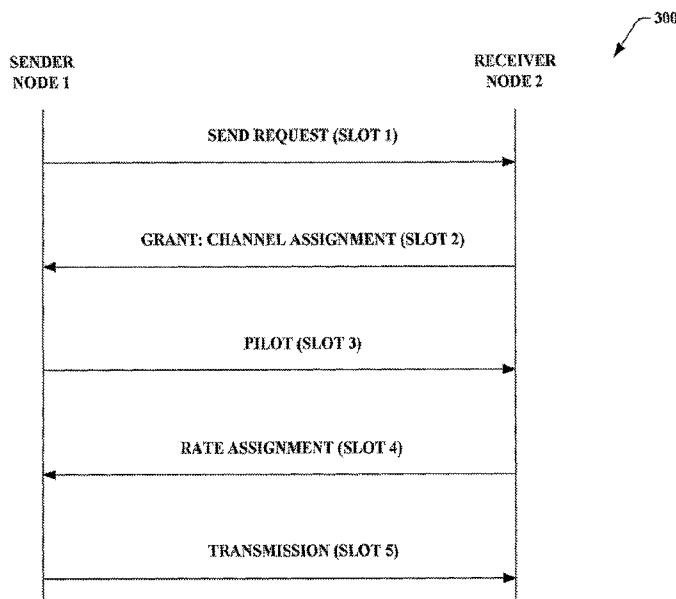 300
SENDER
NODE 1
RECEIVER
NODE 2
SEND REQUEST (SLOT 1)
GRANT: CHANNEL ASSIGNMENT (SLOT 2)
PILOT (SLOT 3)
RATE ASSIGNMENT (SLOT 4)
TRANSMISSION (SLOT 5)